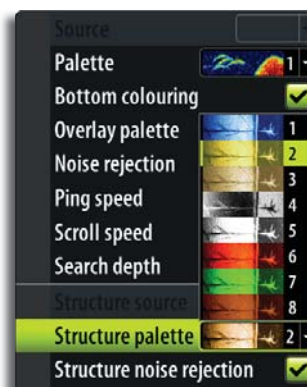 Source
Palette 1
Bottom colouring
Overlay palette 1
Noise rejection 2
3
Ping speed 4
Scroll speed 5
Search depth 6
7
Structure source 8
Structure palette 2
Structure noise rejection